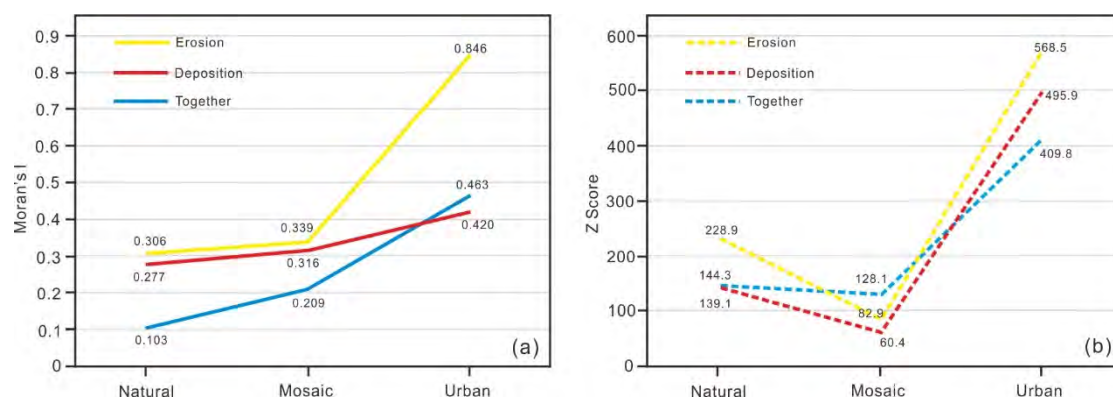 0.9
0.8
0.7
0.6
0.5
0.4
0.3
0.2
0.1
0
Moran's I
Erosion
Deposition
Together
0.306
0.277
0.103
0.339
0.316
0.209
0.846
0.463
0.420
(a)
Natural Mosaic Urban
600
500
400
300
200
100
0
Z Score
Erosion
Deposition
Together
228.9
144.3
139.1
128.1
82.9
60.4
568.5
495.9
409.8
(b)
Natural Mosaic Urban